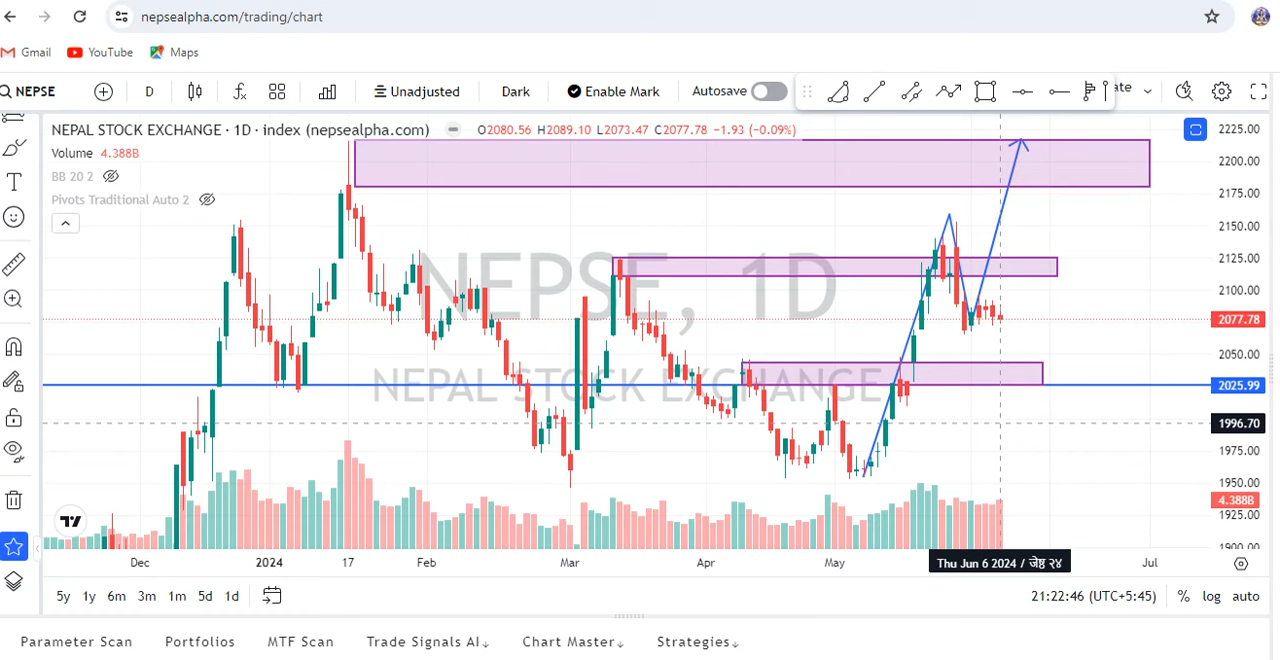 nepsealpha.com/trading/chart
Gmail YouTube Maps
NEPSE D Unadjusted Dark Enable Mark Autosave ate
NEPAL STOCK EXCHANGE · 1D · index (nepsealpha.com) O2080.56 H2089.10 L2073.47 C2077.78 −1.93 (−0.09%)
Volume 4.388B
BB 20 2
Pivots Traditional Auto 2
NEPSE, 1D
NEPAL STOCK EXCHANGE
2225.00
2200.00
2175.00
2150.00
2125.00
2100.00
2077.78
2050.00
2025.99
1996.70
1975.00
1950.00
4.388B
1925.00
1900.00
Dec 2024 17 Feb Mar Apr May Thu Jun 6 2024 / जेष्ठ २४ Jul
5y 1y 6m 3m 1m 5d 1d 21:22:46 (UTC+5:45) % log auto
Parameter Scan Portfolios MTF Scan Trade Signals AI Chart Master Strategies